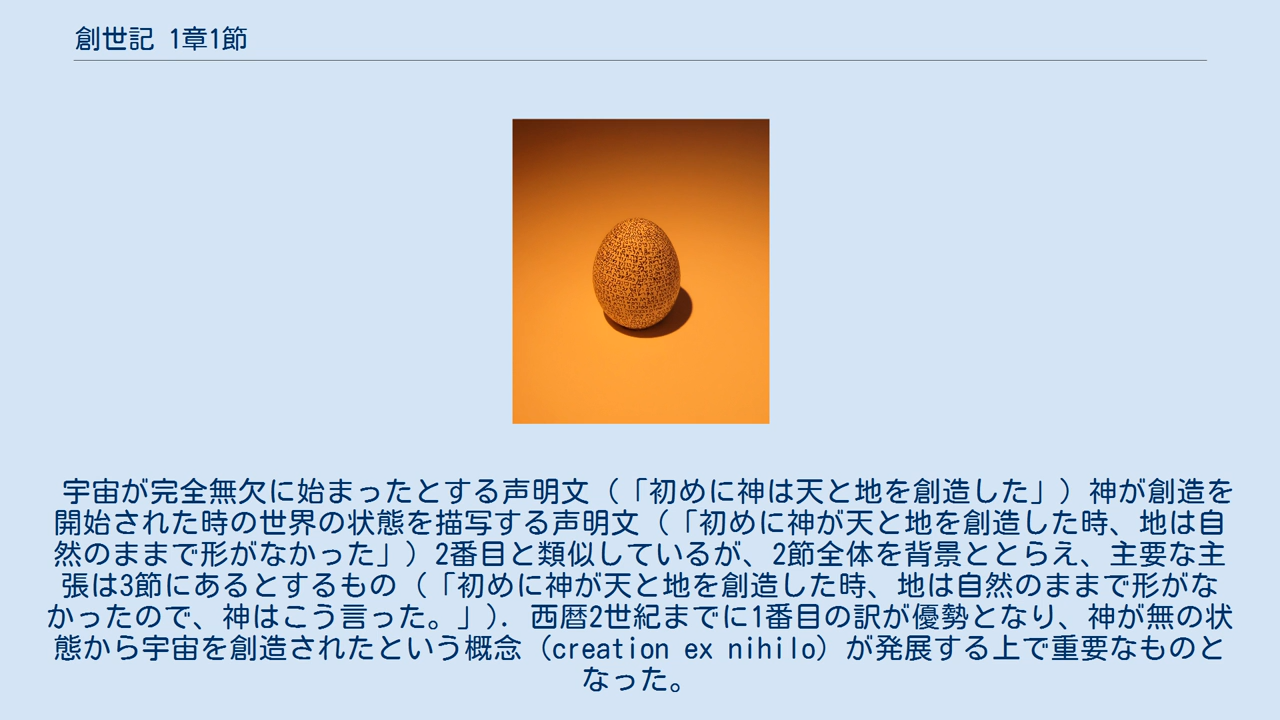 創世記 1章1節
宇宙が完全無欠に始まったとする声明文（「初めに神は天と地を創造した」）神が創造を
開始された時の世界の状態を描写する声明文（「初めに神が天と地を創造した時、地は自
然のままで形がなかった」）2番目と類似しているが、2節全体を背景ととらえ、主要な主
張は3節にあるとするもの（「初めに神が天と地を創造した時、地は自然のままで形がな
かったので、神はこう言った。」）．西暦2世紀までに1番目の訳が優勢となり、神が無の状
態から宇宙を創造されたという概念（creation ex nihilo）が発展する上で重要なものと
なった。